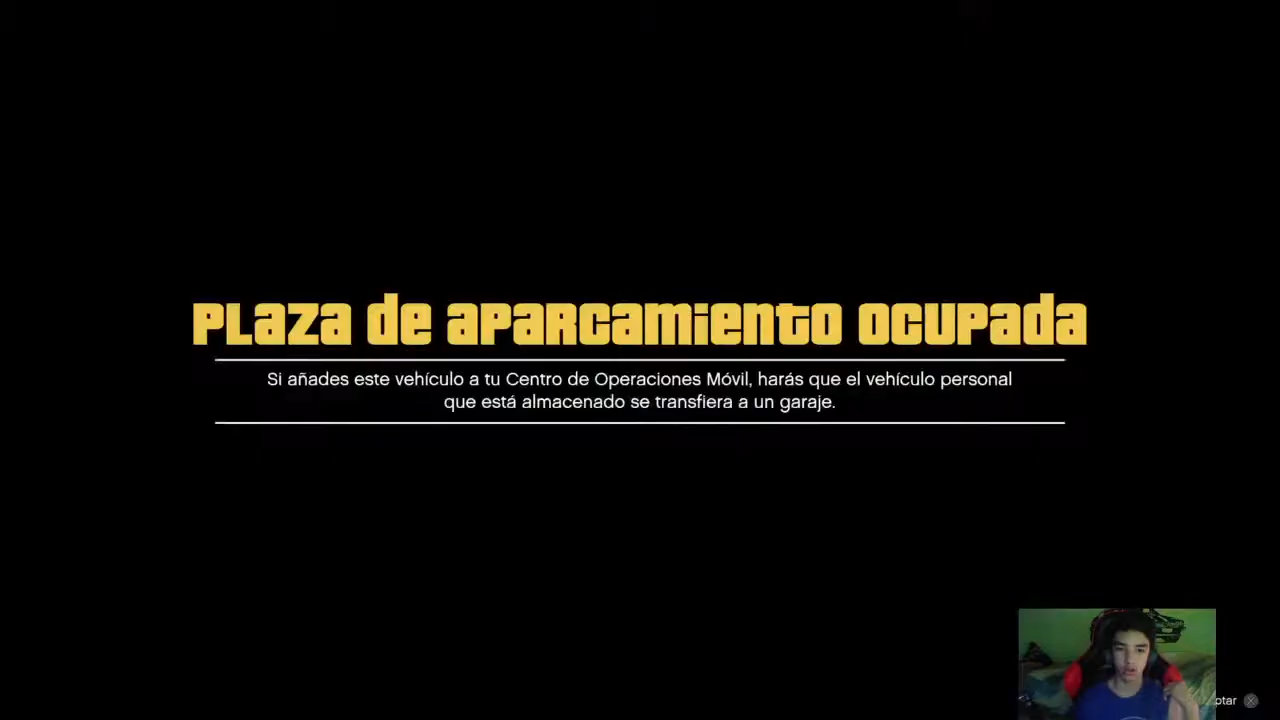 PLAZA DE APARCAMIENTO OCUPADA
Si añades este vehículo a tu Centro de Operaciones Móvil, harás que el vehículo personal
que está almacenado se transfiera a un garaje.